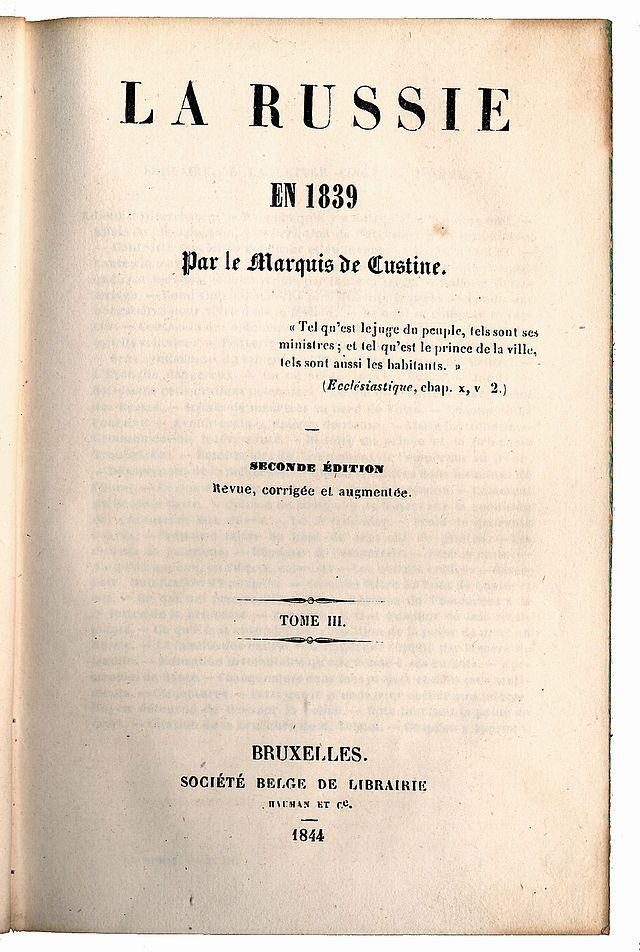 LA RUSSIE
EN 1839
Par le Marquis de Custine.
« Tel qu'est le juge du peuple, tels sont ses
ministres ; et tel qu'est le prince de la ville,
tels sont aussi les habitants. »
(Ecclésiastique, chap. x, v 2.)
SECONDE ÉDITION
Revue, corrigée et augmentée.
TOME III.
BRUXELLES.
SOCIÉTÉ BELGE DE LIBRAIRIE
HAUMAN ET Cᵉ.
1844